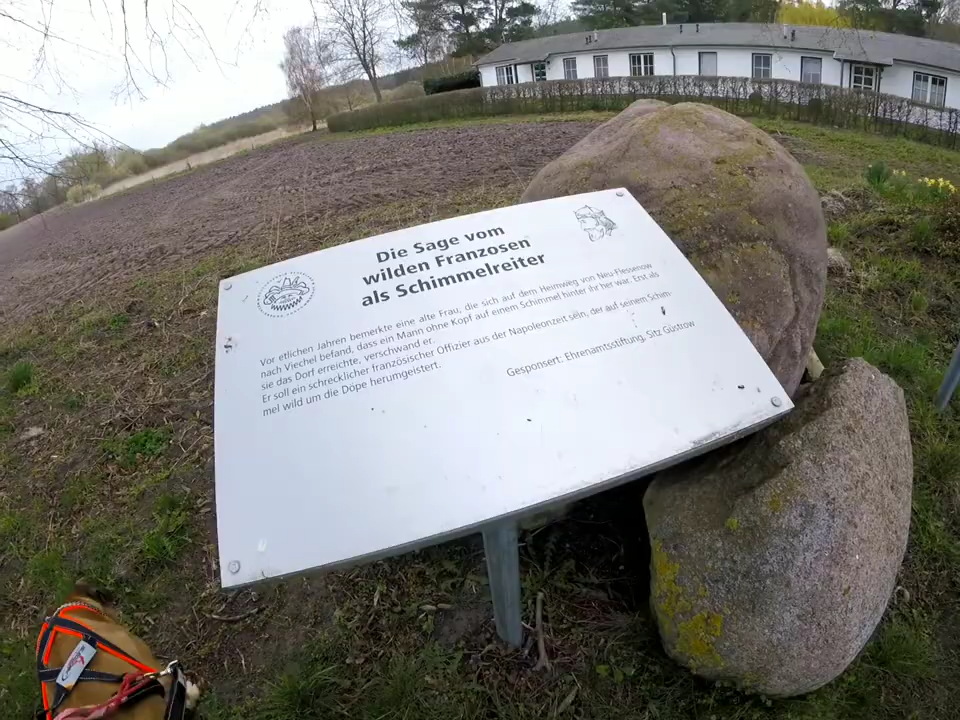 Die Sage vom
wilden Franzosen
als Schimmelreiter
Vor etlichen Jahren bemerkte eine alte Frau, die sich auf dem Heimweg von Neu-Flessenow
nach Viechel befand, dass ein Mann ohne Kopf auf einem Schimmel hinter ihr her war. Erst als
sie das Dorf erreichte, verschwand er.
Er soll ein schrecklicher französischer Offizier aus der Napoleonzeit sein, der auf seinem Schim-
mel wild um die Döpe herumgeistert.
Gesponsert: Ehrenamtsstiftung, Sitz Güstrow